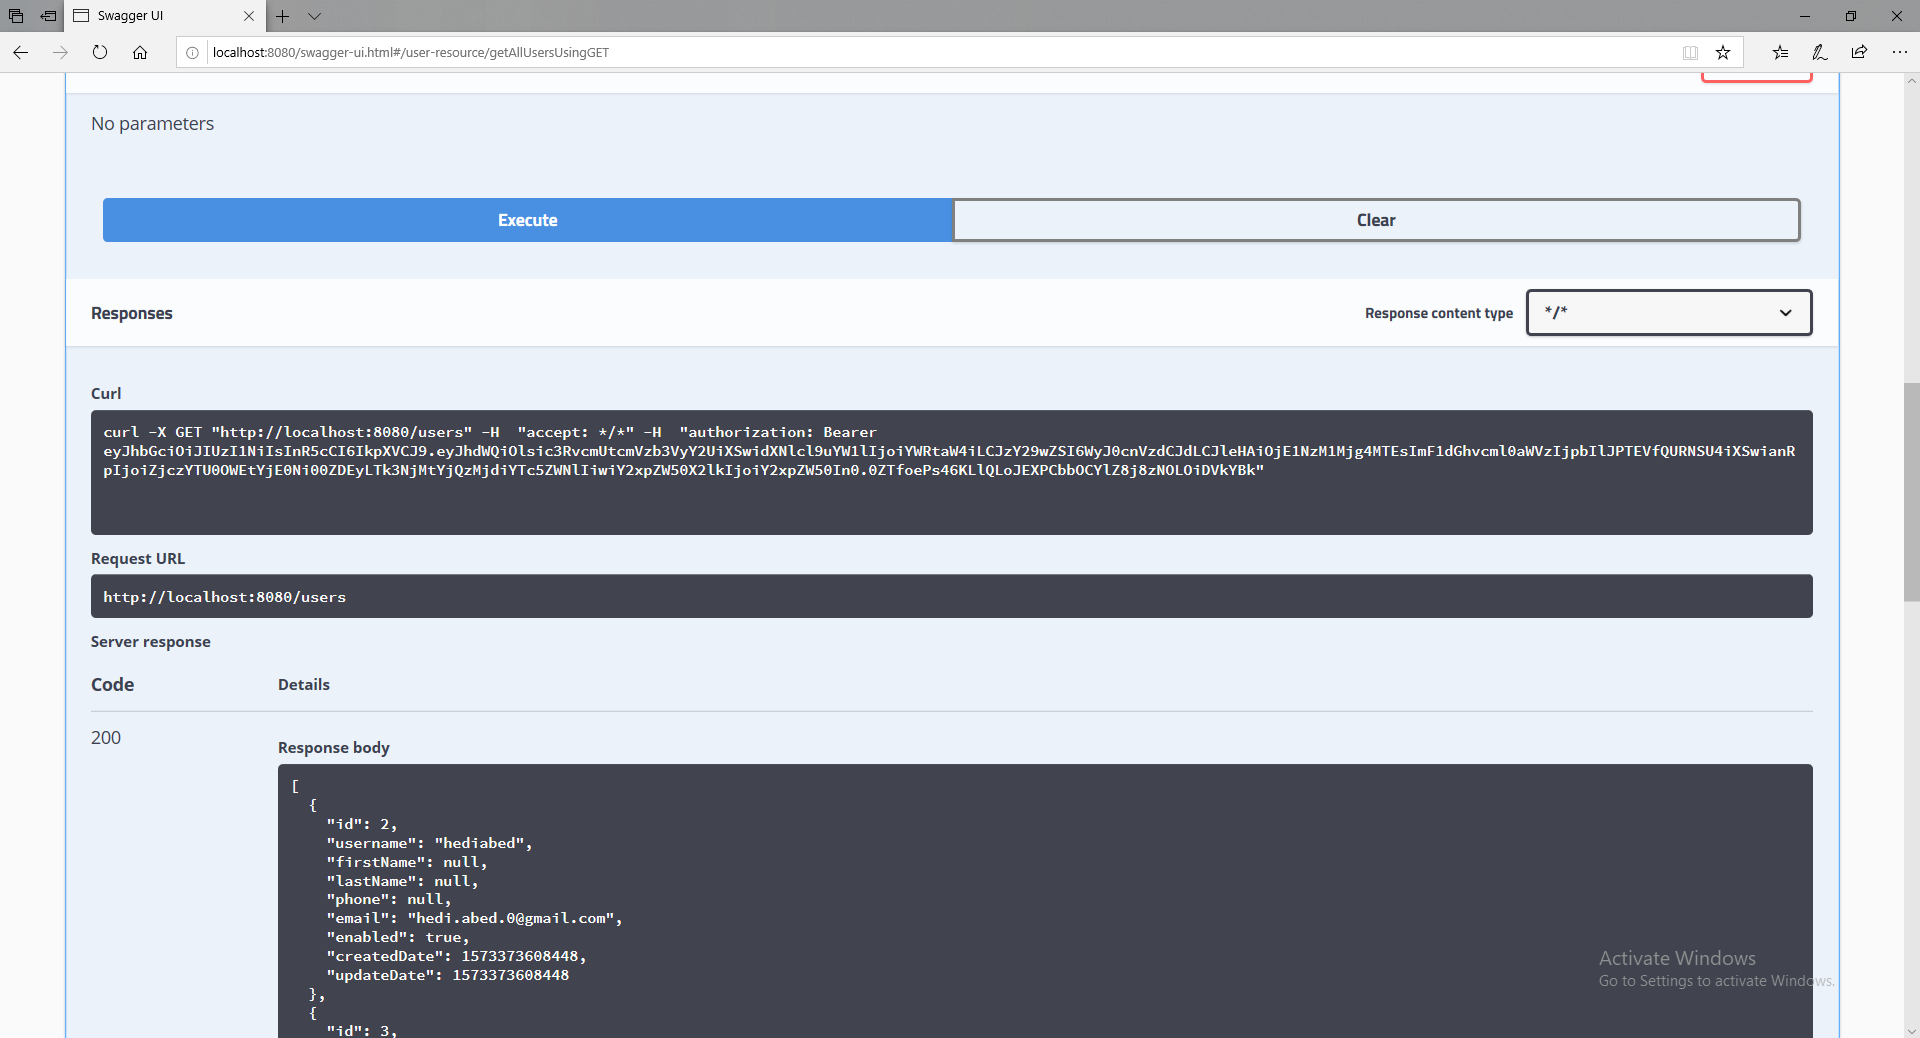 Swagger UI
localhost:8080/swagger-ui.html#/user-resource/getAllUsersUsingGET
No parameters
Execute
Clear
Responses
Response content type
*/*
Curl
curl -X GET "http://localhost:8080/users" -H  "accept: */*" -H  "authorization: Bearer
eyJhbGciOiJIUzI1NiIsInR5cCI6IkpXVCJ9.eyJhdWQiOlsic3RvcmUtcmVzb3VyY2UiXSwidXNlcl9uYW1lIjoiYWRtaW4iLCJzY29wZSI6WyJ0cnVzdCJdLCJleHAiOjE1NzM1Mjg4MTEsImF1dGhvcml0aWVzIjpbIlJPTEVfQURNSU4iXSwianR
pIjoiZjczYTU0OWEtYjE0Ni00ZDEyLTk3NjMtYjQzMjdiYTc5ZWNlIiwiY2xpZW50X2lkIjoiY2xpZW50In0.0ZTfoePs46KLlQLoJEXPCbbOCYlZ8j8zNOLOiDVkYBk"
Request URL
http://localhost:8080/users
Server response
Code
Details
200
Response body
[
{
"id": 2,
"username": "hediabed",
"firstName": null,
"lastName": null,
"phone": null,
"email": "hedi.abed.0@gmail.com",
"enabled": true,
"createdDate": 1573373608448,
"updateDate": 1573373608448
},
{
"id": 3,
Activate Windows
Go to Settings to activate Windows.